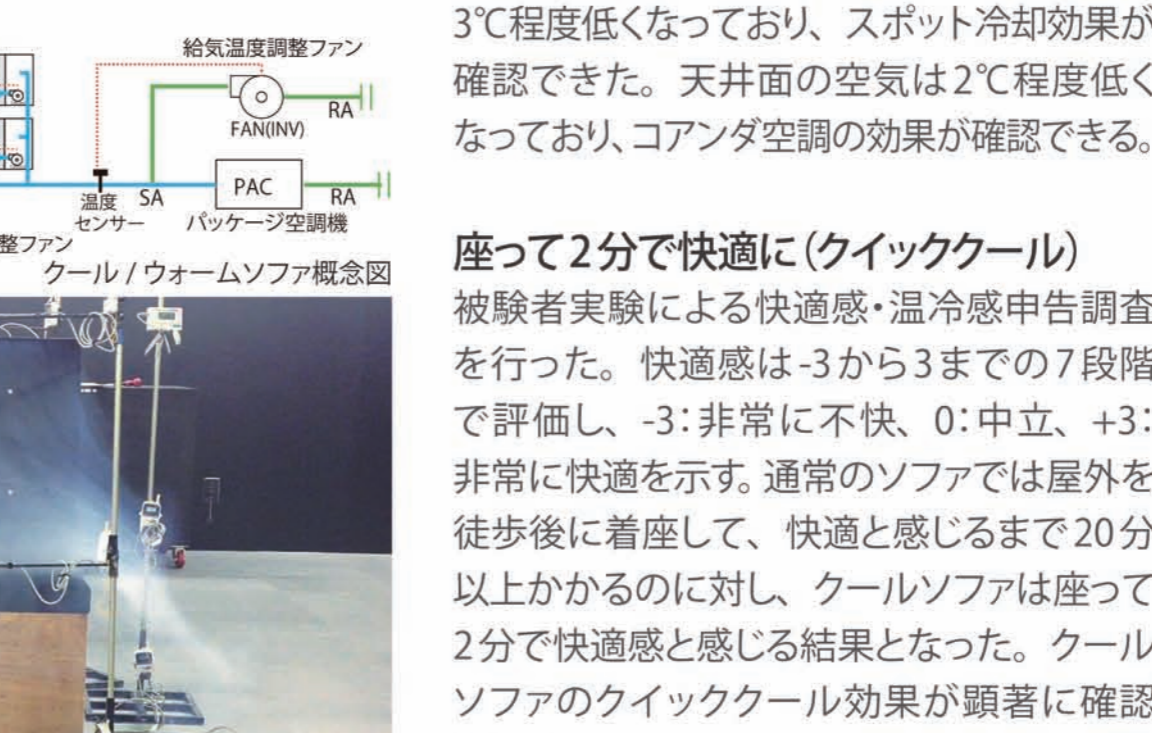 給気温度調整ファン
RA
FAN(INV)
PAC
温度
センサー
SA
RA
パッケージ空調機
整ファン
クール / ウォームソファ概念図
3℃程度低くなっており、スポット冷却効果が
確認できた。天井面の空気は2℃程度低く
なっており、コアンダ空調の効果が確認できる。
座って2分で快適に（クイッククール）
被験者実験による快適感・温冷感申告調査
を行った。快適感は-3から3までの7段階
で評価し、-3：非常に不快、0：中立、+3：
非常に快適を示す。通常のソファでは屋外を
徒歩後に着座して、快適と感じるまで20分
以上かかるのに対し、クールソファは座って
2分で快適感と感じる結果となった。クール
ソファのクイッククール効果が顕著に確認